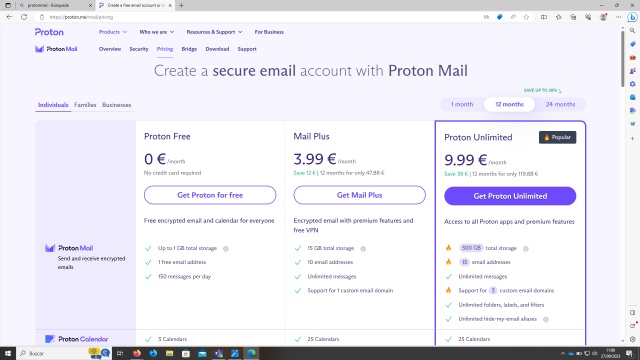 protonmail - Búsqueda
Create a free email account or u
https://proton.me/mail/pricing
Proton
Products
Who we are
Resources & Support
For Business
Proton Mail
Overview
Security
Pricing
Bridge
Download
Support
Create a secure email account with Proton Mail
SAVE UP TO 38%
Individuals
Families
Businesses
1 month
12 months
24 months
Proton Free
0 € /month
No credit card required
Get Proton for free
Free encrypted email and calendar for everyone
Mail Plus
3.99 € /month
Save 12 € | 12 months for only 47.88 €
Get Mail Plus
Encrypted email with premium features and
free VPN
Proton Unlimited
Popular
9.99 € /month
Save 36 € | 12 months for only 119.88 €
Get Proton Unlimited
Access to all Proton apps and premium features
Proton Mail
Send and receive encrypted
emails
Up to 1 GB total storage
1 free email address
150 messages per day
15 GB total storage
10 email addresses
Unlimited messages
Support for 1 custom email domain
500 GB total storage
15 email addresses
Unlimited messages
Support for 3 custom email domains
Unlimited folders, labels, and filters
Unlimited hide-my-email aliases
Proton Calendar
3 Calendars
25 Calendars
25 Calendars
Buscar
11:00
27/09/2023